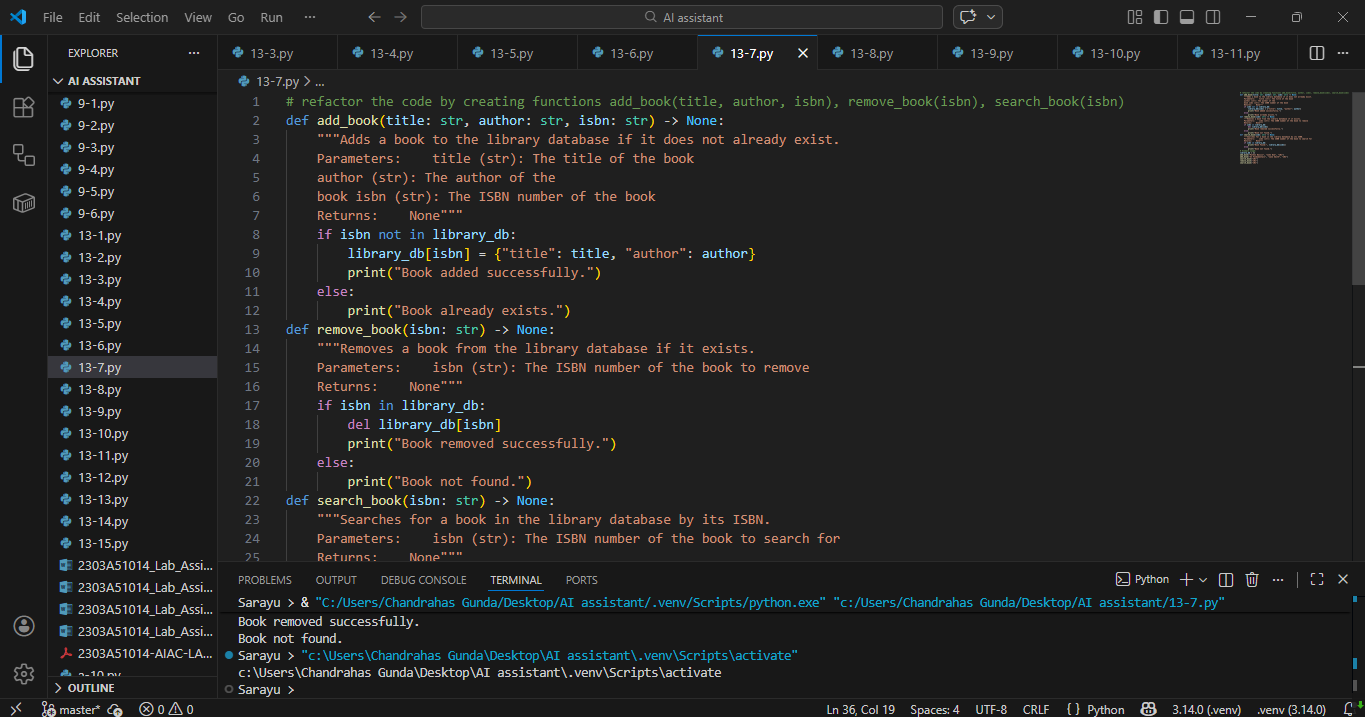 File Edit Selection View Go Run ··· AI assistant
EXPLORER ···
AI ASSISTANT
9-1.py
9-2.py
9-3.py
9-4.py
9-5.py
9-6.py
13-1.py
13-2.py
13-3.py
13-4.py
13-5.py
13-6.py
13-7.py
13-8.py
13-9.py
13-10.py
13-11.py
13-12.py
13-13.py
13-14.py
13-15.py
2303A51014_Lab_Assi...
2303A51014_Lab_Assi...
2303A51014_Lab_Assi...
2303A51014_Lab_Assi...
2303A51014-AIAC-LA...
OUTLINE
13-3.py 13-4.py 13-5.py 13-6.py 13-7.py 13-8.py 13-9.py 13-10.py 13-11.py ···
13-7.py > ...
1 # refactor the code by creating functions add_book(title, author, isbn), remove_book(isbn), search_book(isbn)
2 def add_book(title: str, author: str, isbn: str) -> None:
3     """Adds a book to the library database if it does not already exist.
4     Parameters:    title (str): The title of the book
5     author (str): The author of the
6     book isbn (str): The ISBN number of the book
7     Returns:    None"""
8     if isbn not in library_db:
9         library_db[isbn] = {"title": title, "author": author}
10         print("Book added successfully.")
11     else:
12         print("Book already exists.")
13 def remove_book(isbn: str) -> None:
14     """Removes a book from the library database if it exists.
15     Parameters:    isbn (str): The ISBN number of the book to remove
16     Returns:    None"""
17     if isbn in library_db:
18         del library_db[isbn]
19         print("Book removed successfully.")
20     else:
21         print("Book not found.")
22 def search_book(isbn: str) -> None:
23     """Searches for a book in the library database by its ISBN.
24     Parameters:    isbn (str): The ISBN number of the book to search for
25     Returns:    None"""
PROBLEMS OUTPUT DEBUG CONSOLE TERMINAL PORTS Python ···
Sarayu > & "C:/Users/Chandrahas Gunda/Desktop/AI assistant/.venv/Scripts/python.exe" "c:/Users/Chandrahas Gunda/Desktop/AI assistant/13-7.py"
Book removed successfully.
Book not found.
Sarayu > "c:\Users\Chandrahas Gunda\Desktop\AI assistant\.venv\Scripts\activate"
c:\Users\Chandrahas Gunda\Desktop\AI assistant\.venv\Scripts\activate
Sarayu >
master* 0 0 Ln 36, Col 19 Spaces: 4 UTF-8 CRLF { } Python 3.14.0 (.venv) .venv (3.14.0)